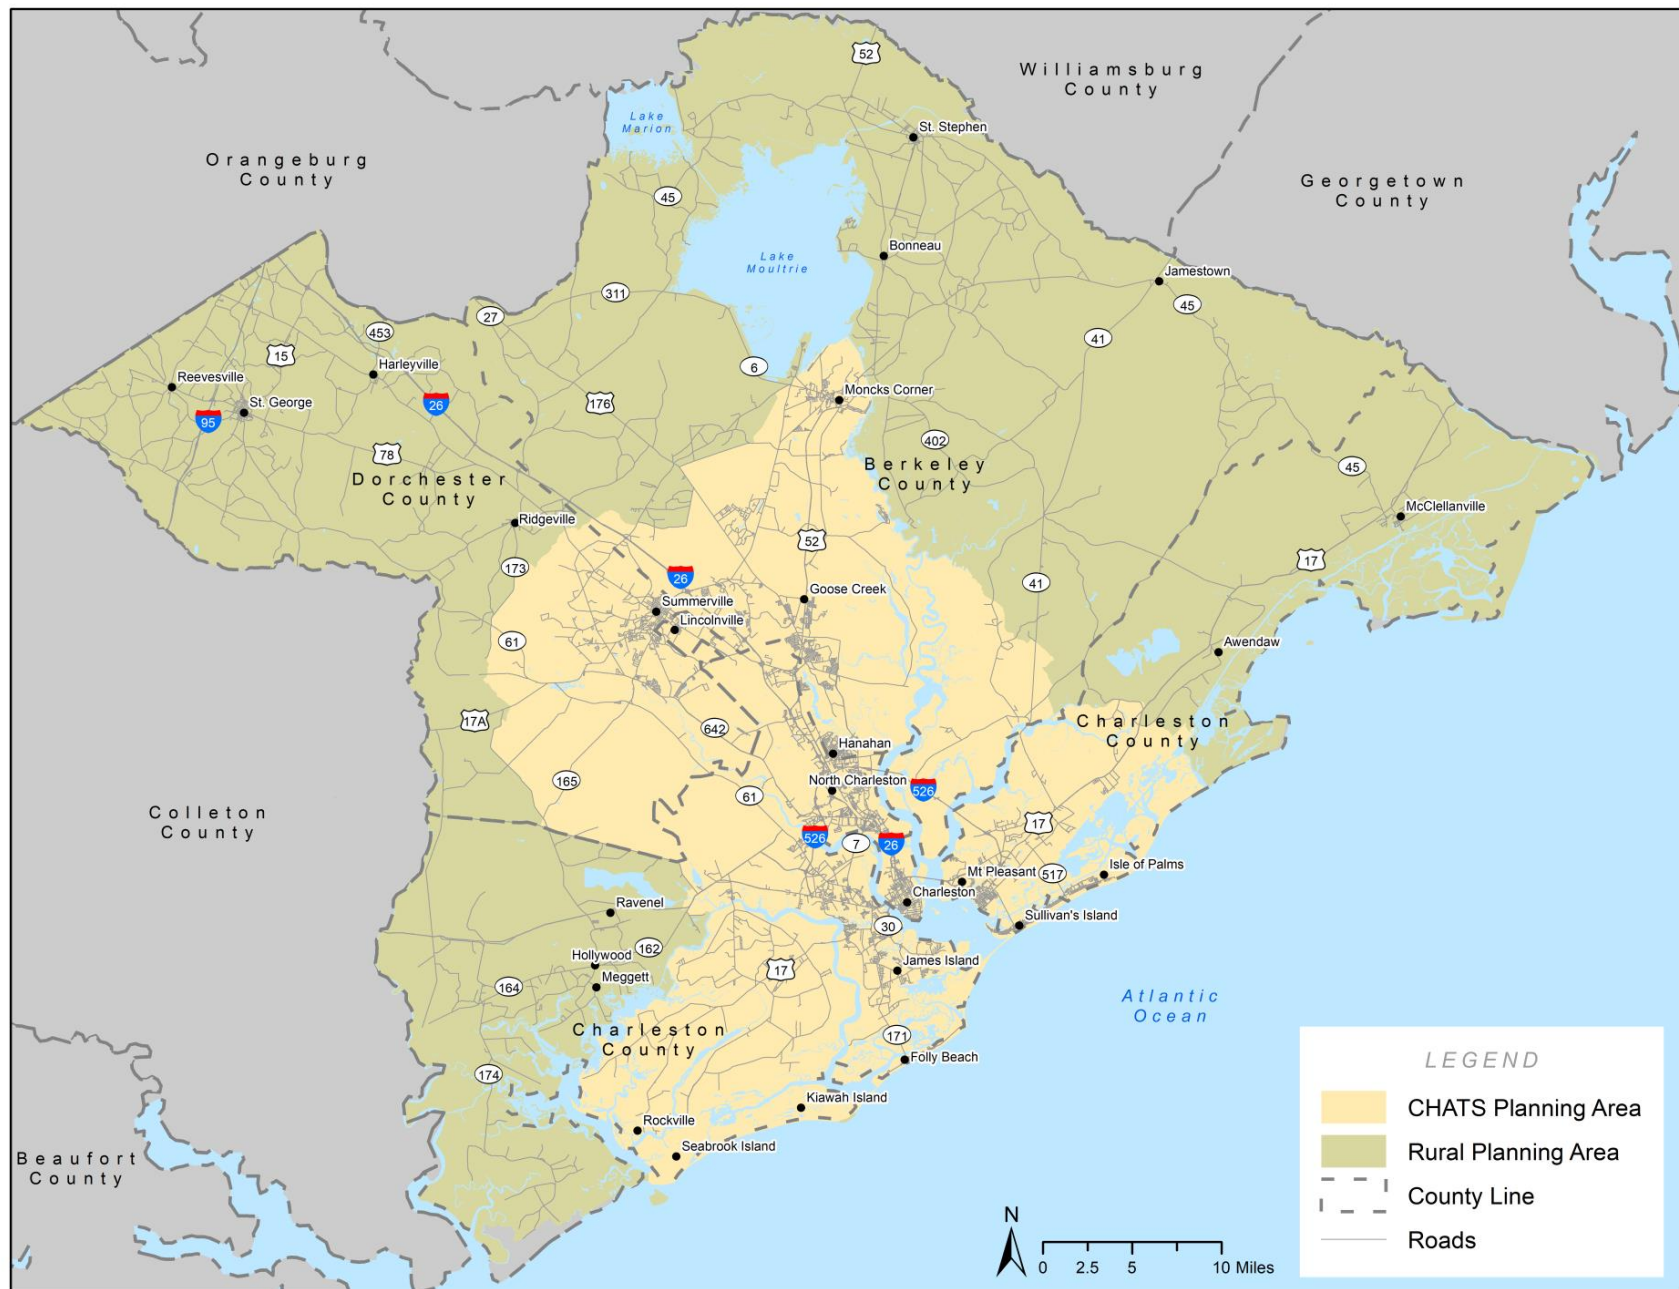 52
Williamsburg
County
Lake
Marion
St. Stephen
Orangeburg
County
Georgetown
County
45
Bonneau
Lake
Moultrie
Jamestown
311
45
27
453
41
15
Harleyville
6
Reevesville
Moncks Corner
St. George
26
176
95
402
78
Berkeley
County
45
Dorchester
County
McClellanville
Ridgeville
52
17
173
26
41
Goose Creek
Summerville
Lincolnville
61
Awendaw
17A
642
Charleston
County
Hanahan
165
North Charleston
526
61
Colleton
County
17
526
7
26
Isle of Palms
Mt Pleasant
517
Charleston
Ravenel
Sullivan's Island
30
162
Hollywood
James Island
17
Meggett
164
Atlantic
Ocean
Charleston
County
171
Folly Beach
174
Kiawah Island
Rockville
Seabrook Island
Beaufort
County
LEGEND
CHATS Planning Area
Rural Planning Area
County Line
Roads
N
0 2.5 5 10 Miles